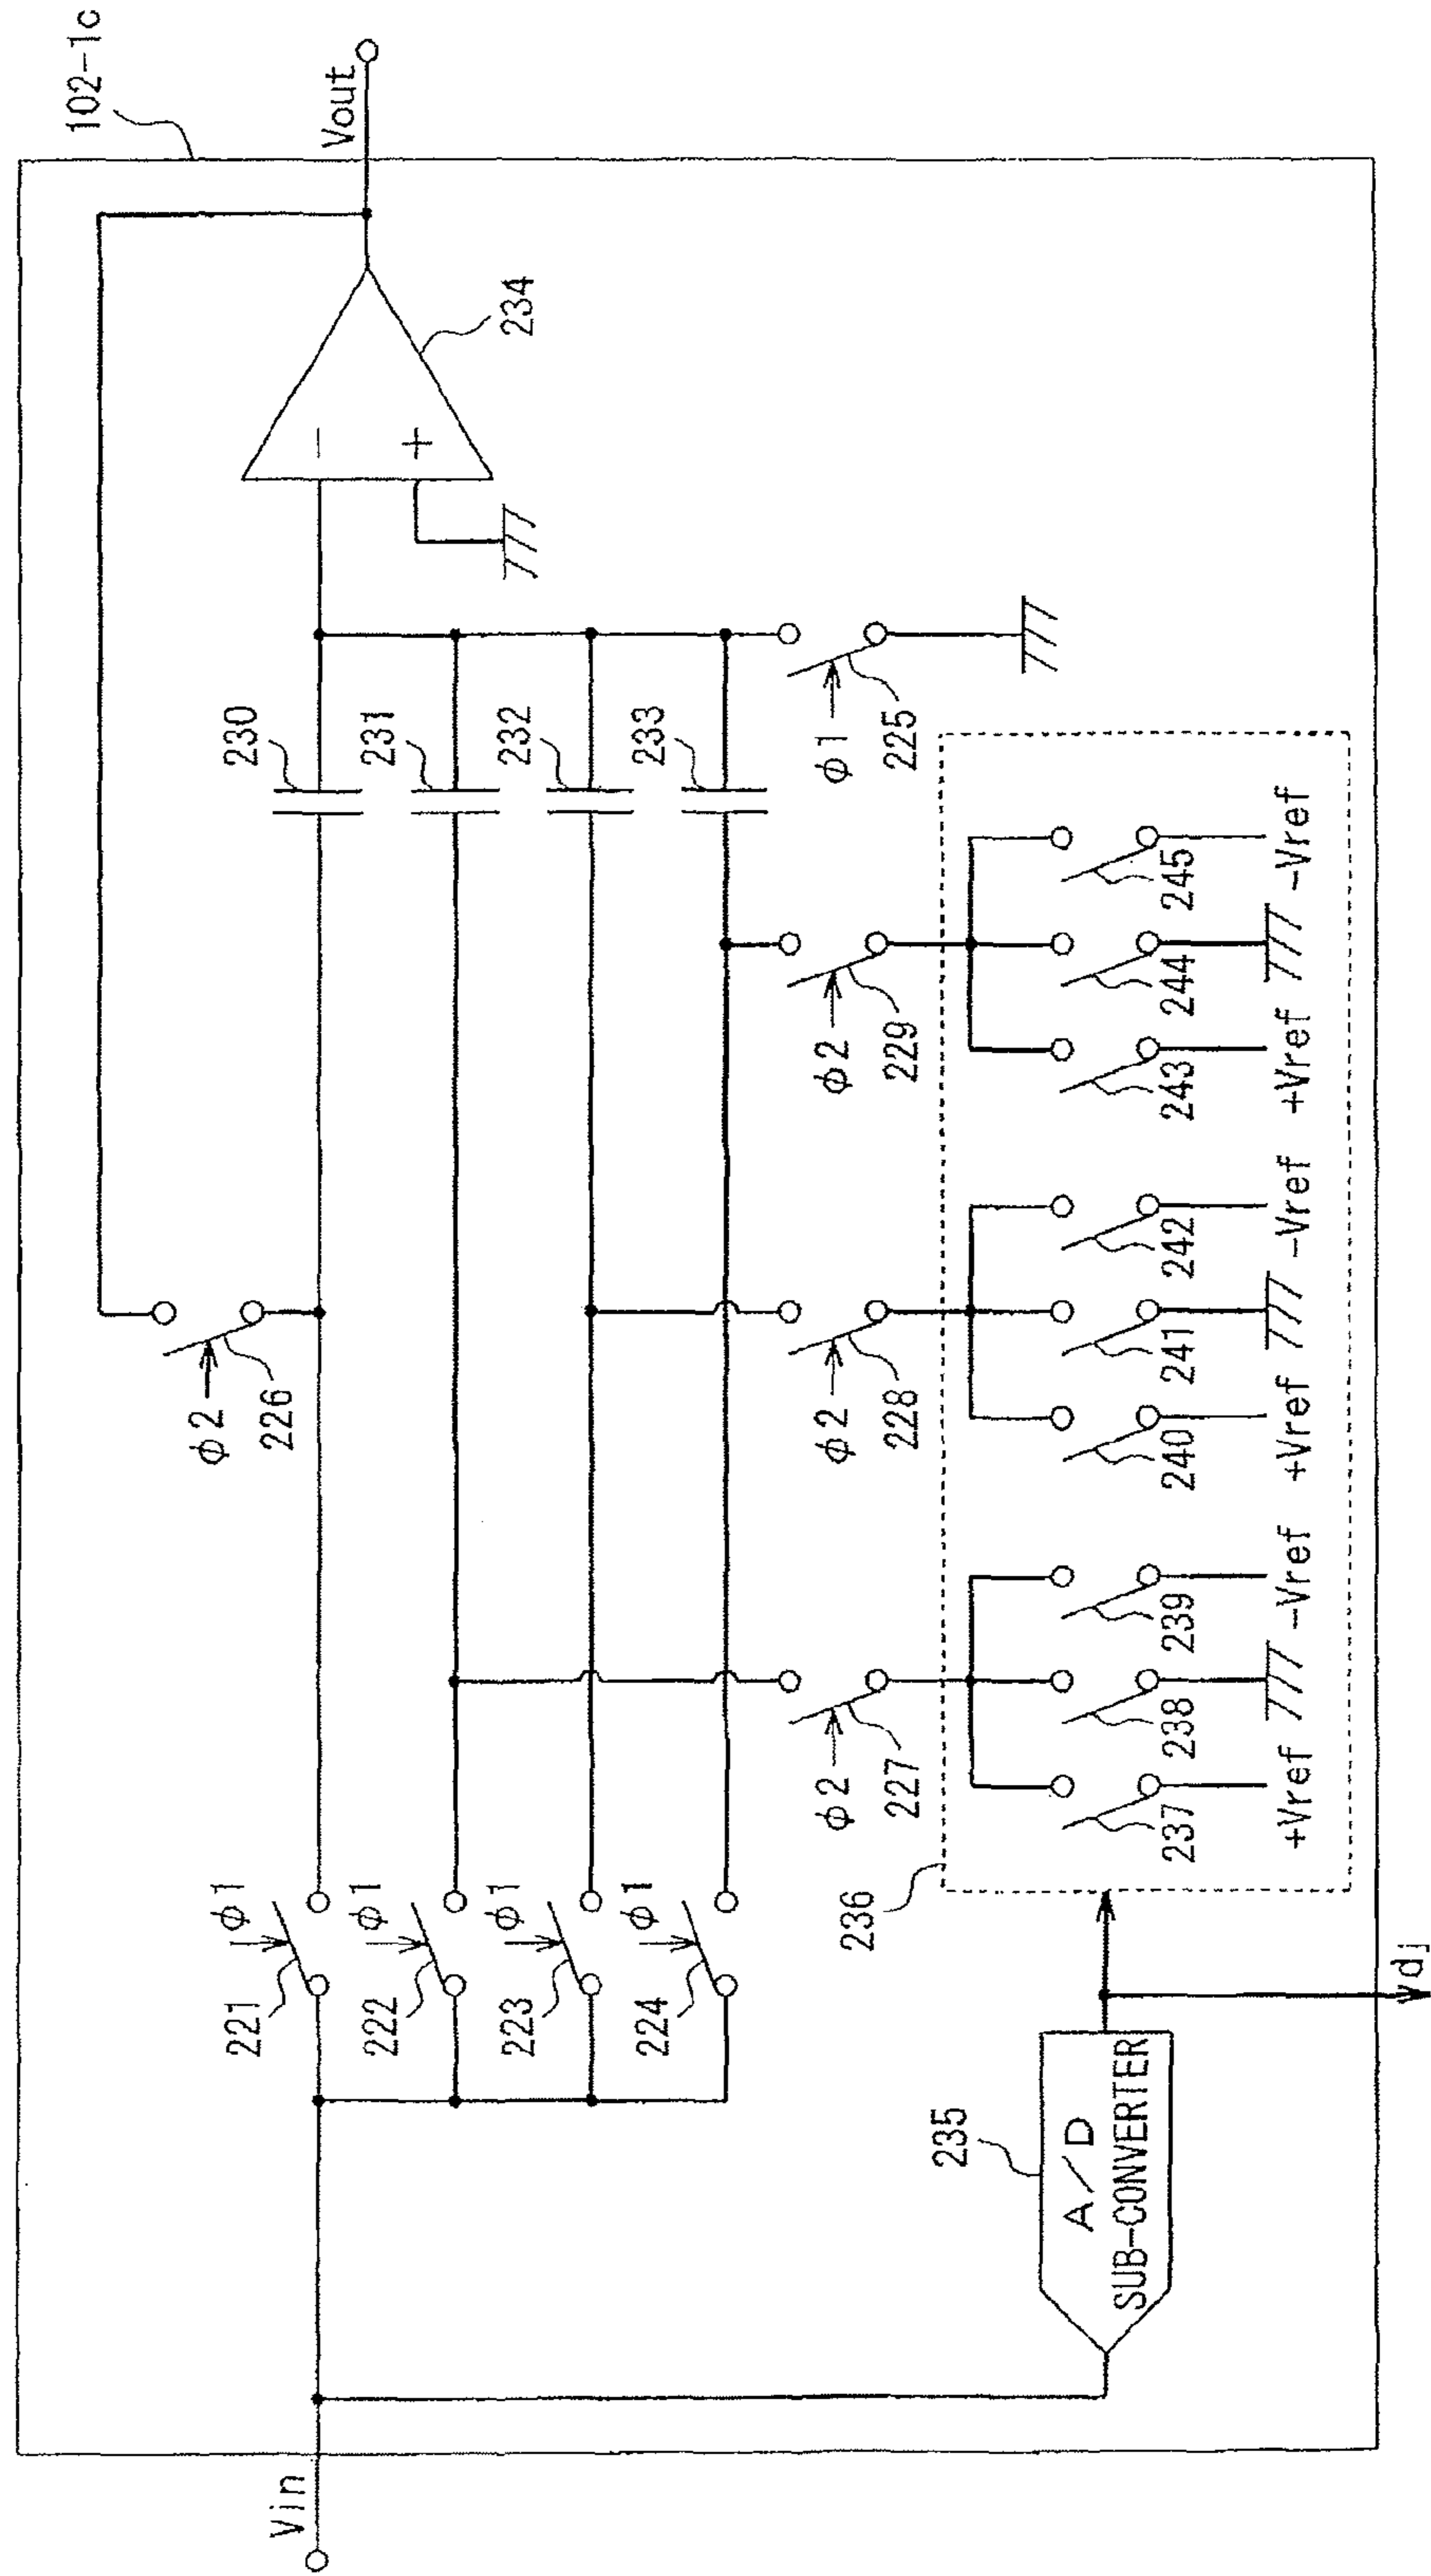 102-1c
Vin
Vout
φ2
226
φ1
221
φ1
222
φ1
223
φ1
224
230
231
232
233
−
+
234
φ2
227
φ2
228
φ2
229
φ1
225
235
A/D
SUB-CONVERTER
236
237
238
239
240
241
242
243
244
245
+Vref
−Vref
+Vref
−Vref
+Vref
−Vref
dj